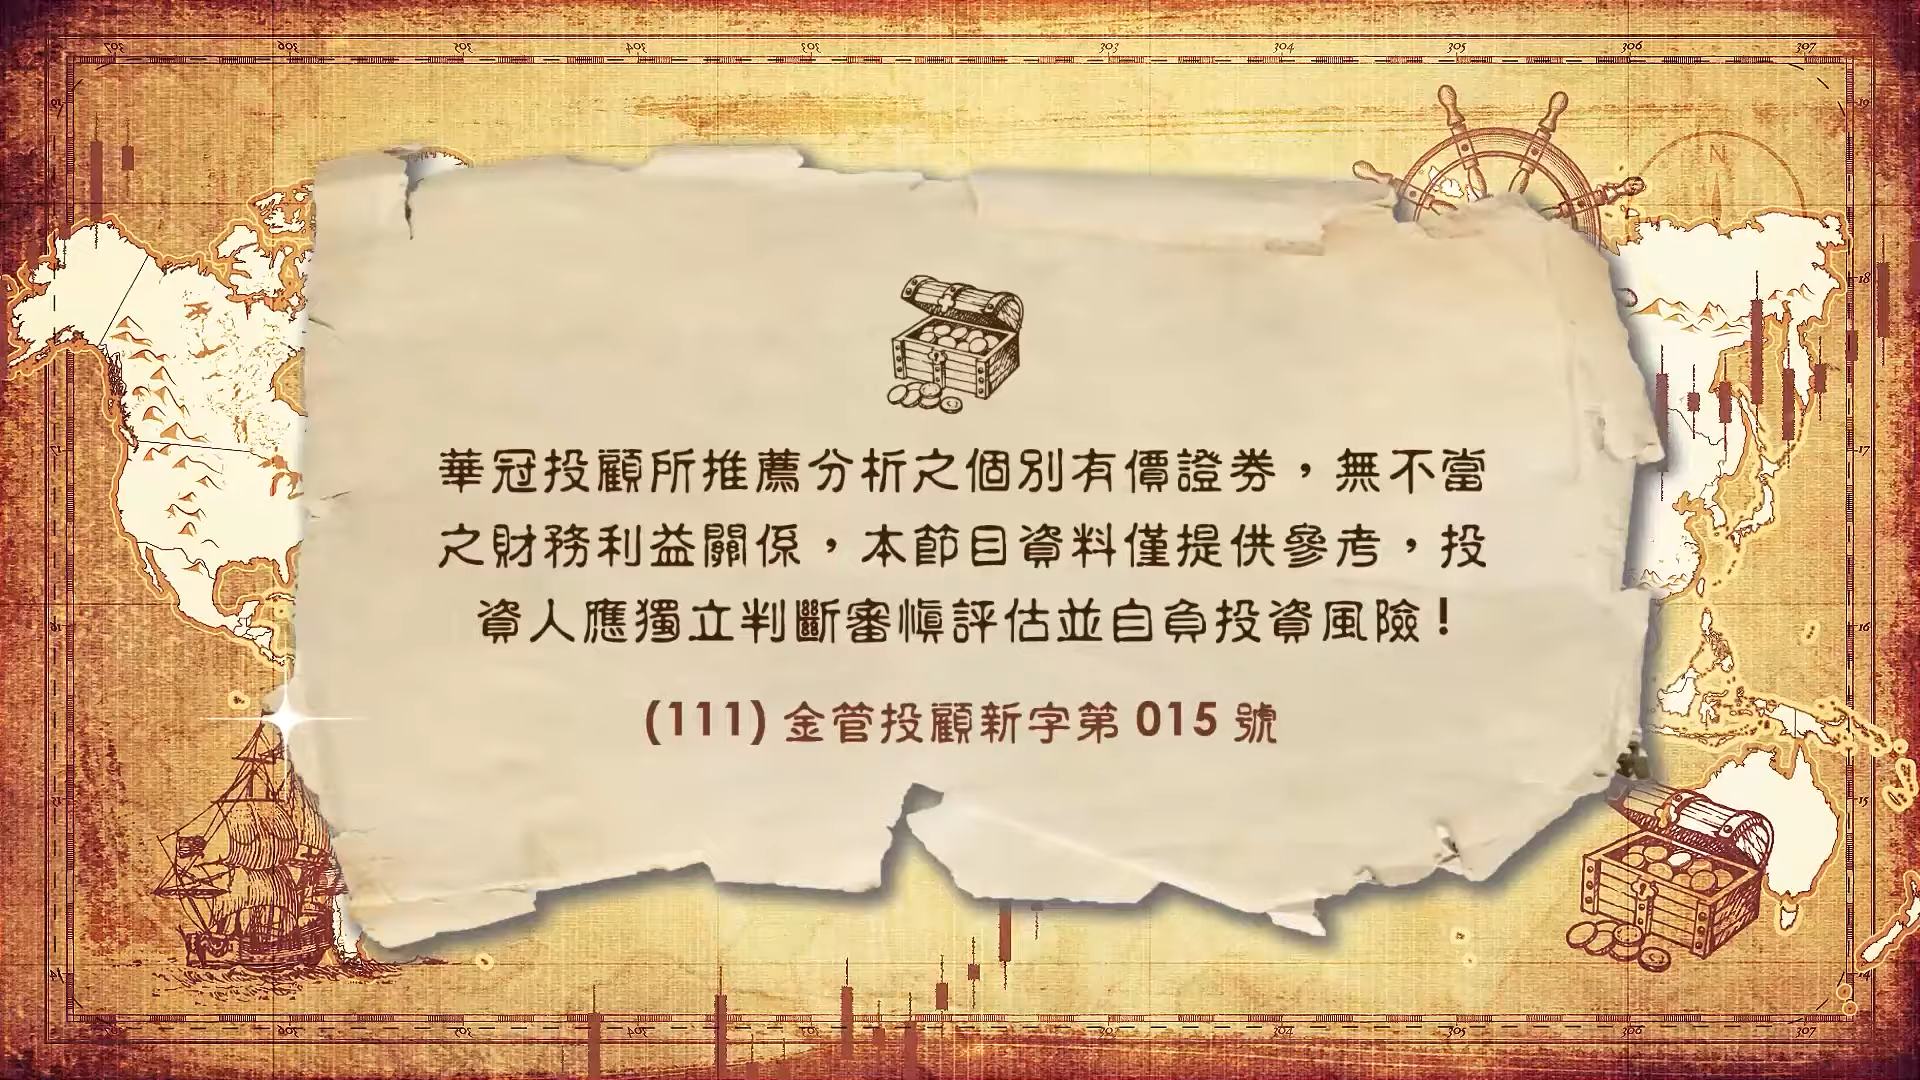 華冠投顧所推薦分析之個別有價證券，無不當
之財務利益關係，本節目資料僅提供參考，投
資人應獨立判斷審慎評估並自負投資風險！
(111) 金管投顧新字第 015 號